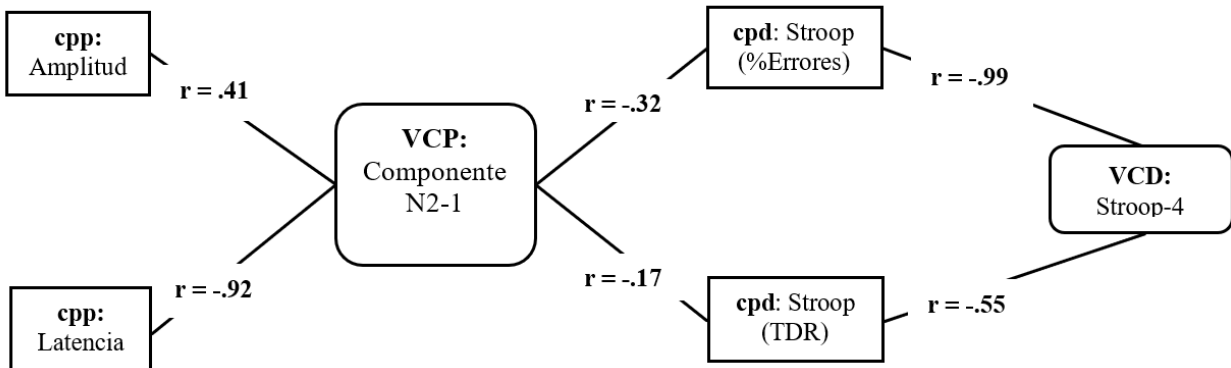 cpp:
Amplitud
r = .41
cpp:
Latencia
r = -.92
VCP:
Componente
N2-1
r = -.32
r = -.17
cpd: Stroop
(%Errores)
cpd: Stroop
(TDR)
r = -.99
r = -.55
VCD:
Stroop-4